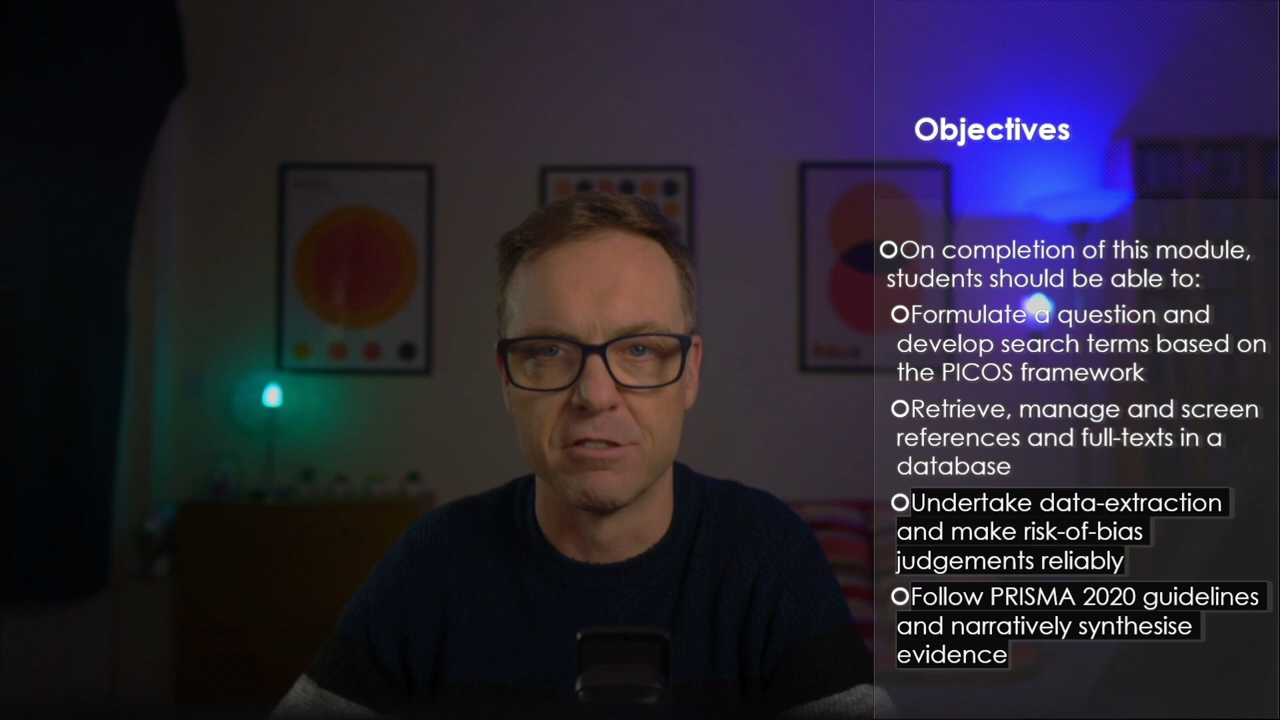 Objectives
On completion of this module,
students should be able to:
Formulate a question and
develop search terms based on
the PICOS framework
Retrieve, manage and screen
references and full-texts in a
database
Undertake data-extraction
and make risk-of-bias
judgements reliably
Follow PRISMA 2020 guidelines
and narratively synthesise
evidence